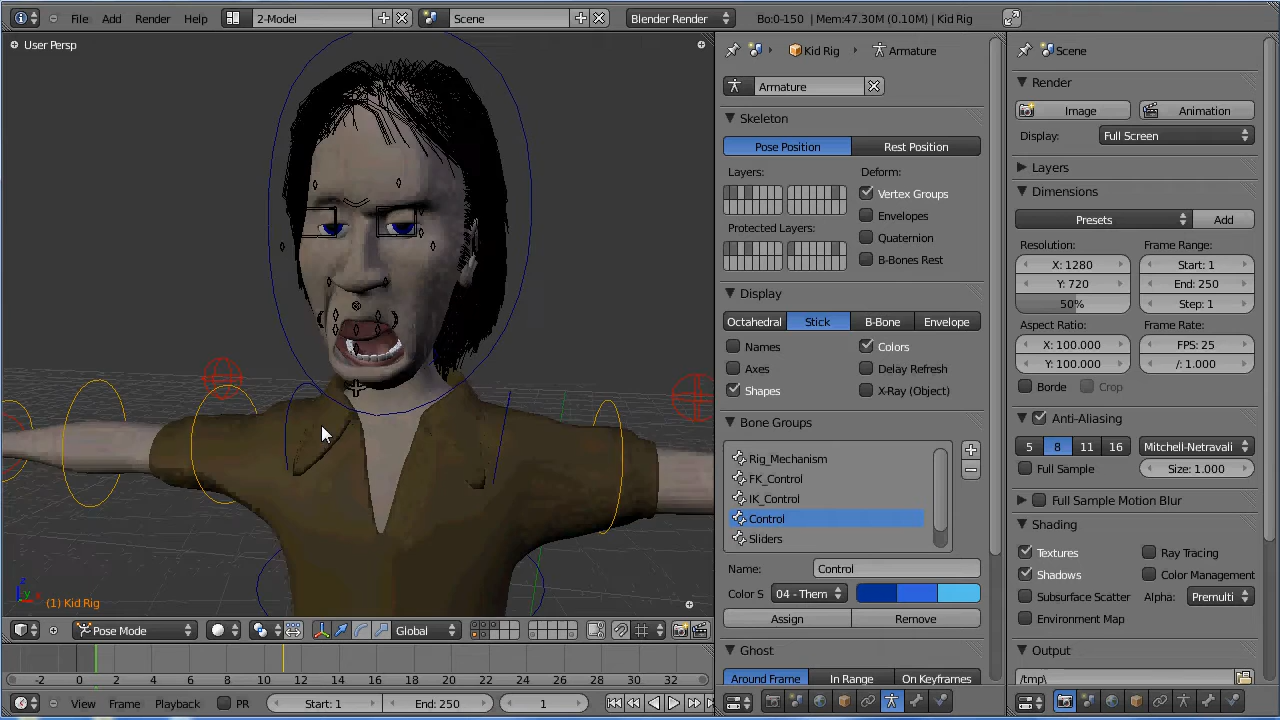 File Add Render Help 2-Model Scene Blender Render Bo:0-150 | Mem:47.30M (0.10M) | Kid Rig
User Persp
Kid Rig Armature
Scene
Armature
Render
Image Animation
Display: Full Screen
Skeleton
Pose Position Rest Position
Layers: Deform:
Vertex Groups
Envelopes
Protected Layers:
Quaternion
B-Bones Rest
Display
Octahedral Stick B-Bone Envelope
Names Colors
Axes Delay Refresh
Shapes X-Ray (Object)
Bone Groups
Rig_Mechanism
FK_Control
IK_Control
Control
Sliders
Name: Control
Color S 04 - Them
Assign Remove
Ghost
Around Frame In Range On Keyframes
Layers
Dimensions
Presets Add
Resolution: Frame Range:
X: 1280 Start: 1
Y: 720 End: 250
50% Step: 1
Aspect Ratio: Frame Rate:
X: 100.000 FPS: 25
Y: 100.000 /: 1.000
Borde Crop
Anti-Aliasing
5 8 11 16 Mitchell-Netravali
Full Sample Size: 1.000
Full Sample Motion Blur
Shading
Textures Ray Tracing
Shadows Color Management
Subsurface Scatter Alpha: Premulti
Environment Map
Output
/tmp\
z y x
(1) Kid Rig
Pose Mode Global
-2 0 2 4 6 8 10 12 14 16 18 20 22 24 26 28 30 32
View Frame Playback PR Start: 1 End: 250 1